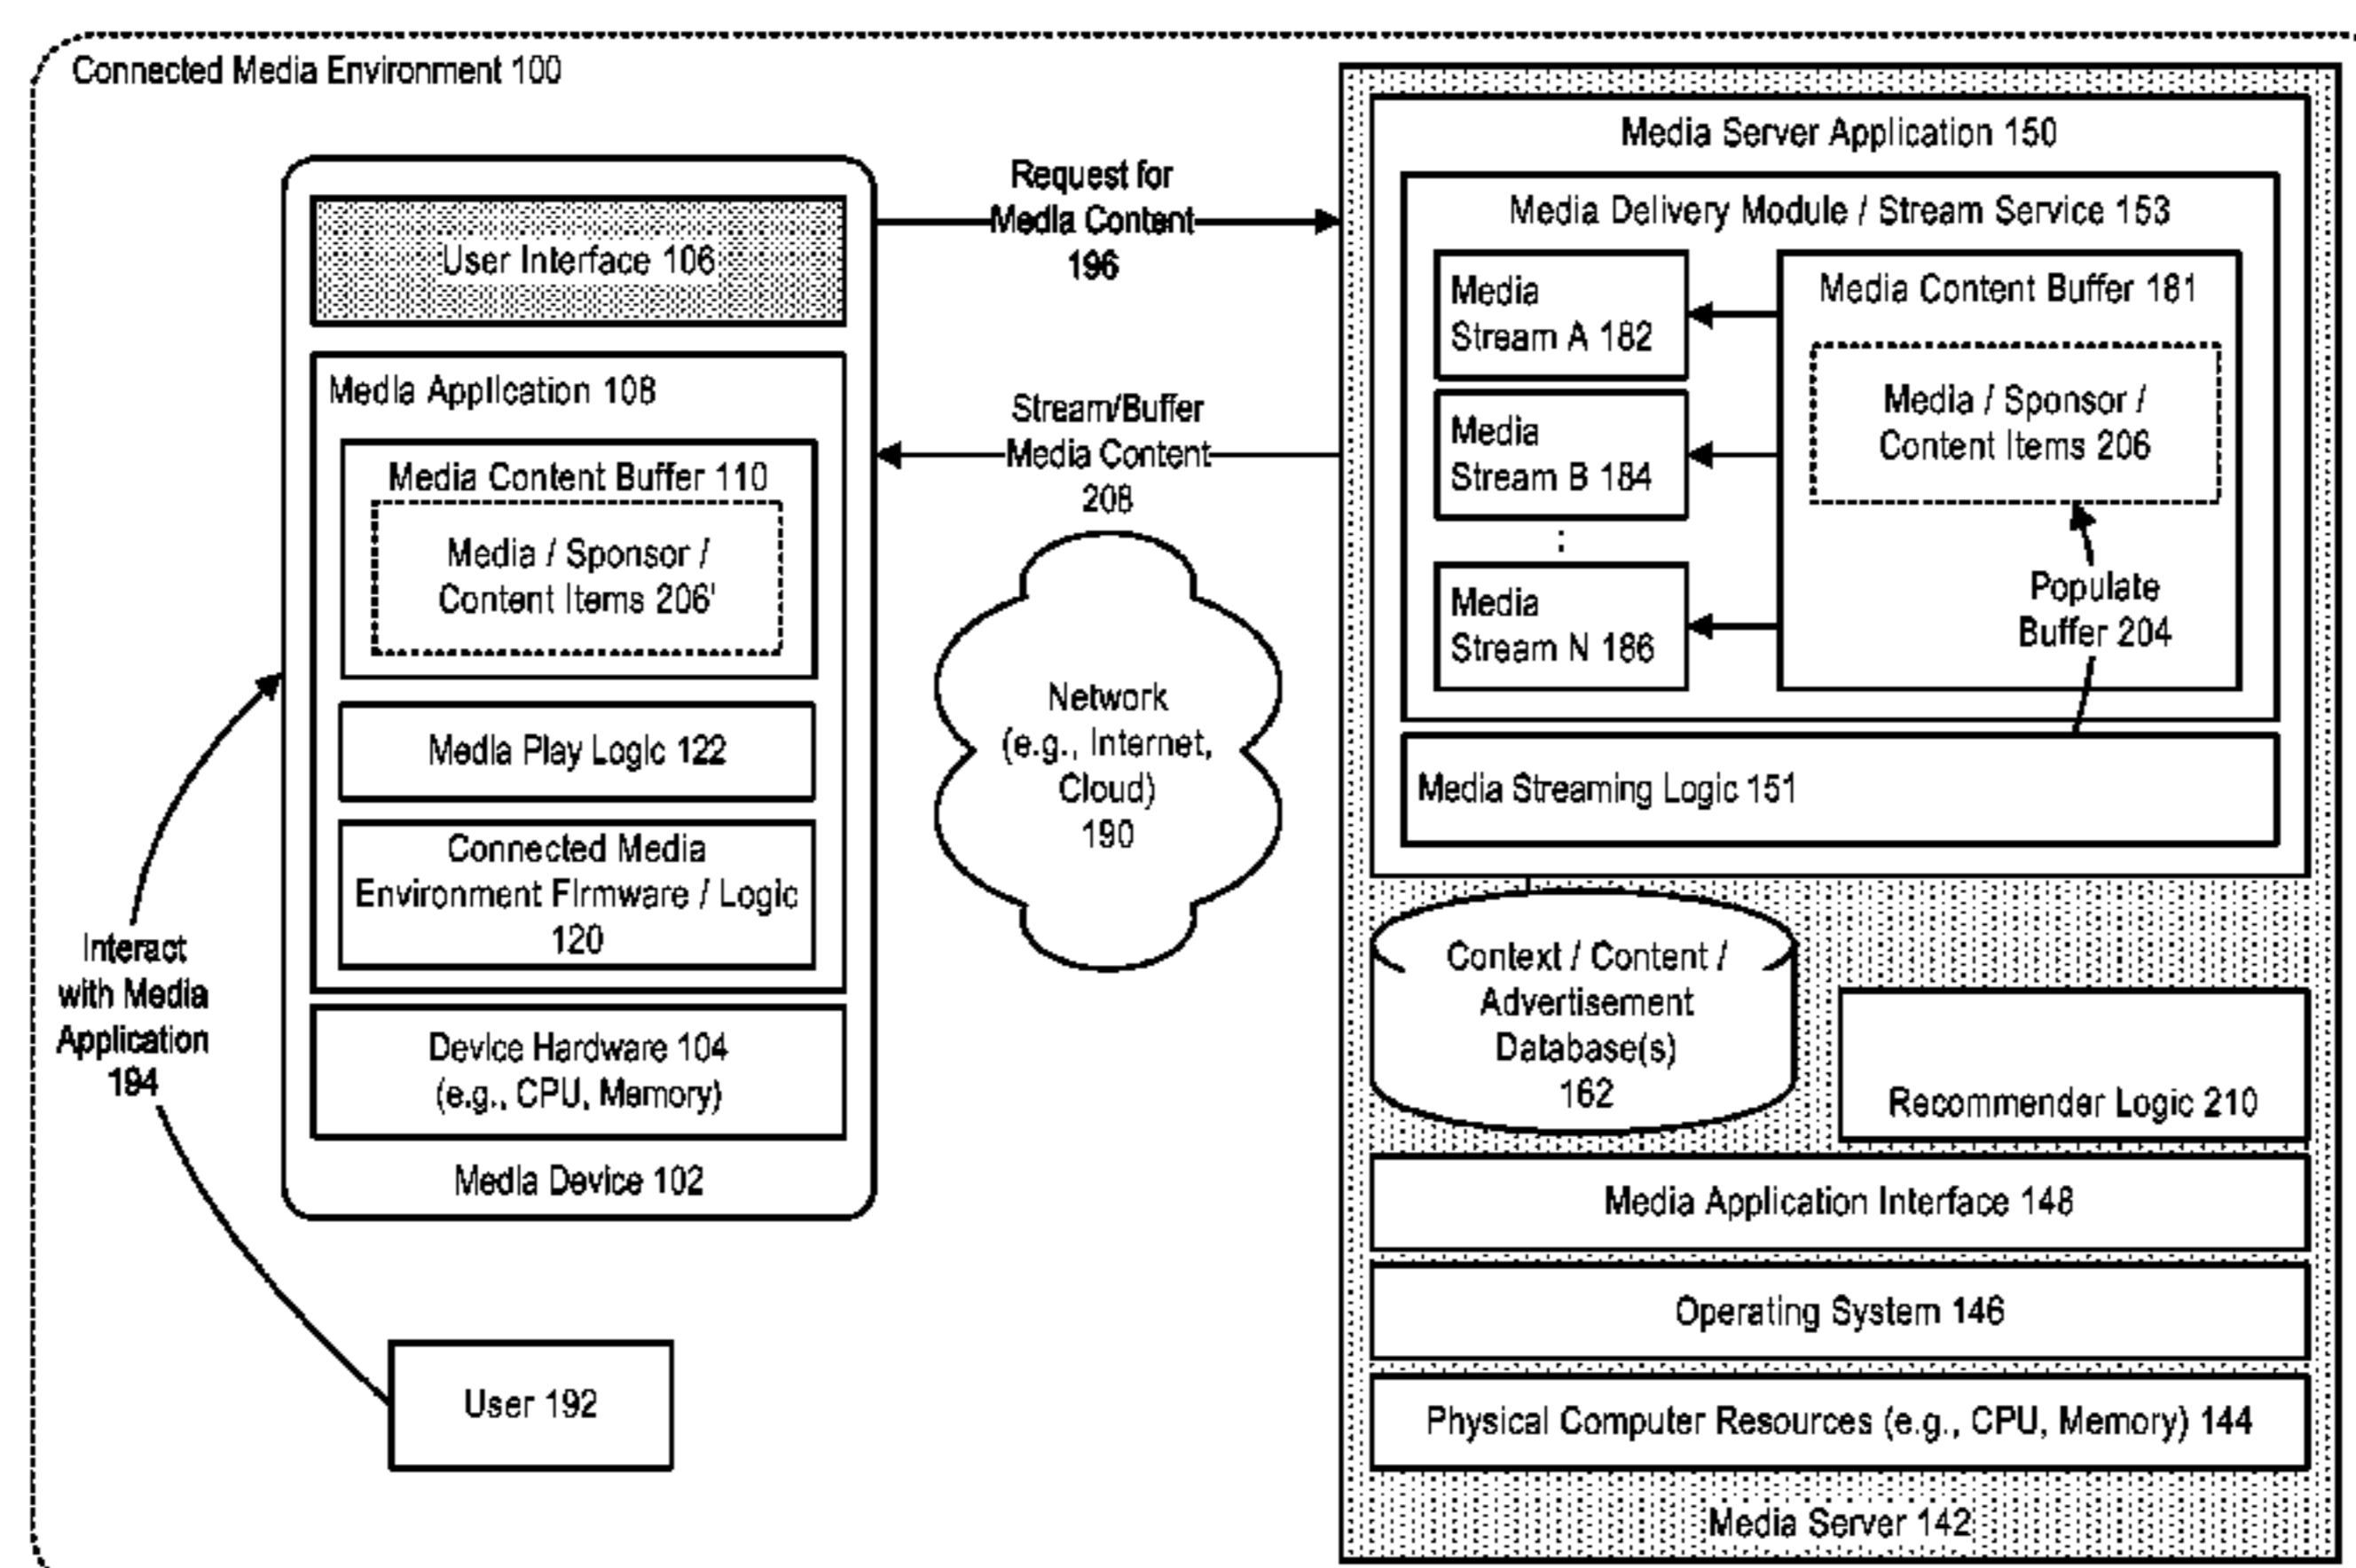 Connected Media Environment 100
User Interface 106
Media Application 108
Media Content Buffer 110
Media / Sponsor /
Content Items 206'
Media Play Logic 122
Connected Media
Environment Firmware / Logic
120
Device Hardware 104
(e.g., CPU, Memory)
Media Device 102
Interact
with Media
Application
194
User 192
Request for
Media Content
196
Stream/Buffer
Media Content
208
Network
(e.g., Internet,
Cloud)
190
Media Server Application 150
Media Delivery Module / Stream Service 153
Media
Stream A 182
Media
Stream B 184
:
Media
Stream N 186
Media Content Buffer 181
Media / Sponsor /
Content Items 206
Populate
Buffer 204
Media Streaming Logic 151
Context / Content /
Advertisement
Database(s)
162
Recommender Logic 210
Media Application Interface 148
Operating System 146
Physical Computer Resources (e.g., CPU, Memory) 144
Media Server 142